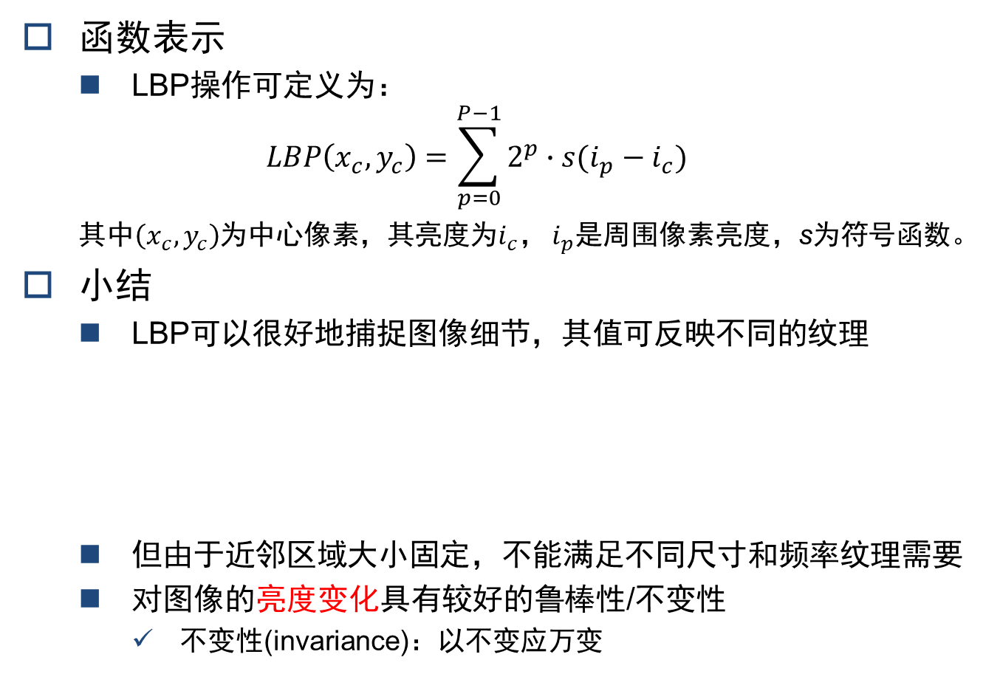 函数表示
LBP操作可定义为：
$LBP(x_c, y_c) = \sum_{p=0}^{P-1} 2^p \cdot s(i_p - i_c)$
其中$(x_c, y_c)$为中心像素，其亮度为$i_c$，$i_p$是周围像素亮度，s为符号函数。
小结
LBP可以很好地捕捉图像细节，其值可反映不同的纹理
但由于近邻区域大小固定，不能满足不同尺寸和频率纹理需要
对图像的亮度变化具有较好的鲁棒性/不变性
✓ 不变性(invariance)：以不变应万变